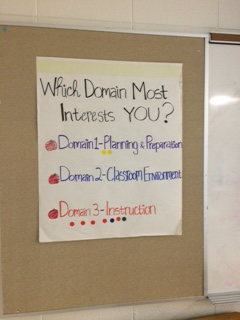 Which Domain Most
Interests YOU?
Domain 1-Planning & Preparation
Domain 2-Classroom Environment
Domain 3-Instruction